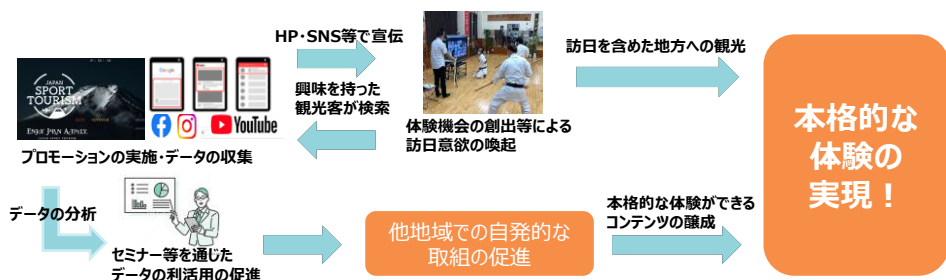 HP・SNS等で宣伝
訪日を含めた地方への観光
JAPAN
SPORT
TOURISM
Google
YouTube
興味を持った
観光客が検索
体験機会の創出等による
訪日意欲の喚起
本格的な
体験の
実現！
プロモーションの実施・データの収集
データの分析
セミナー等を通じた
データの利活用の促進
他地域での自発的な
取組の促進
本格的な体験ができる
コンテンツの醸成